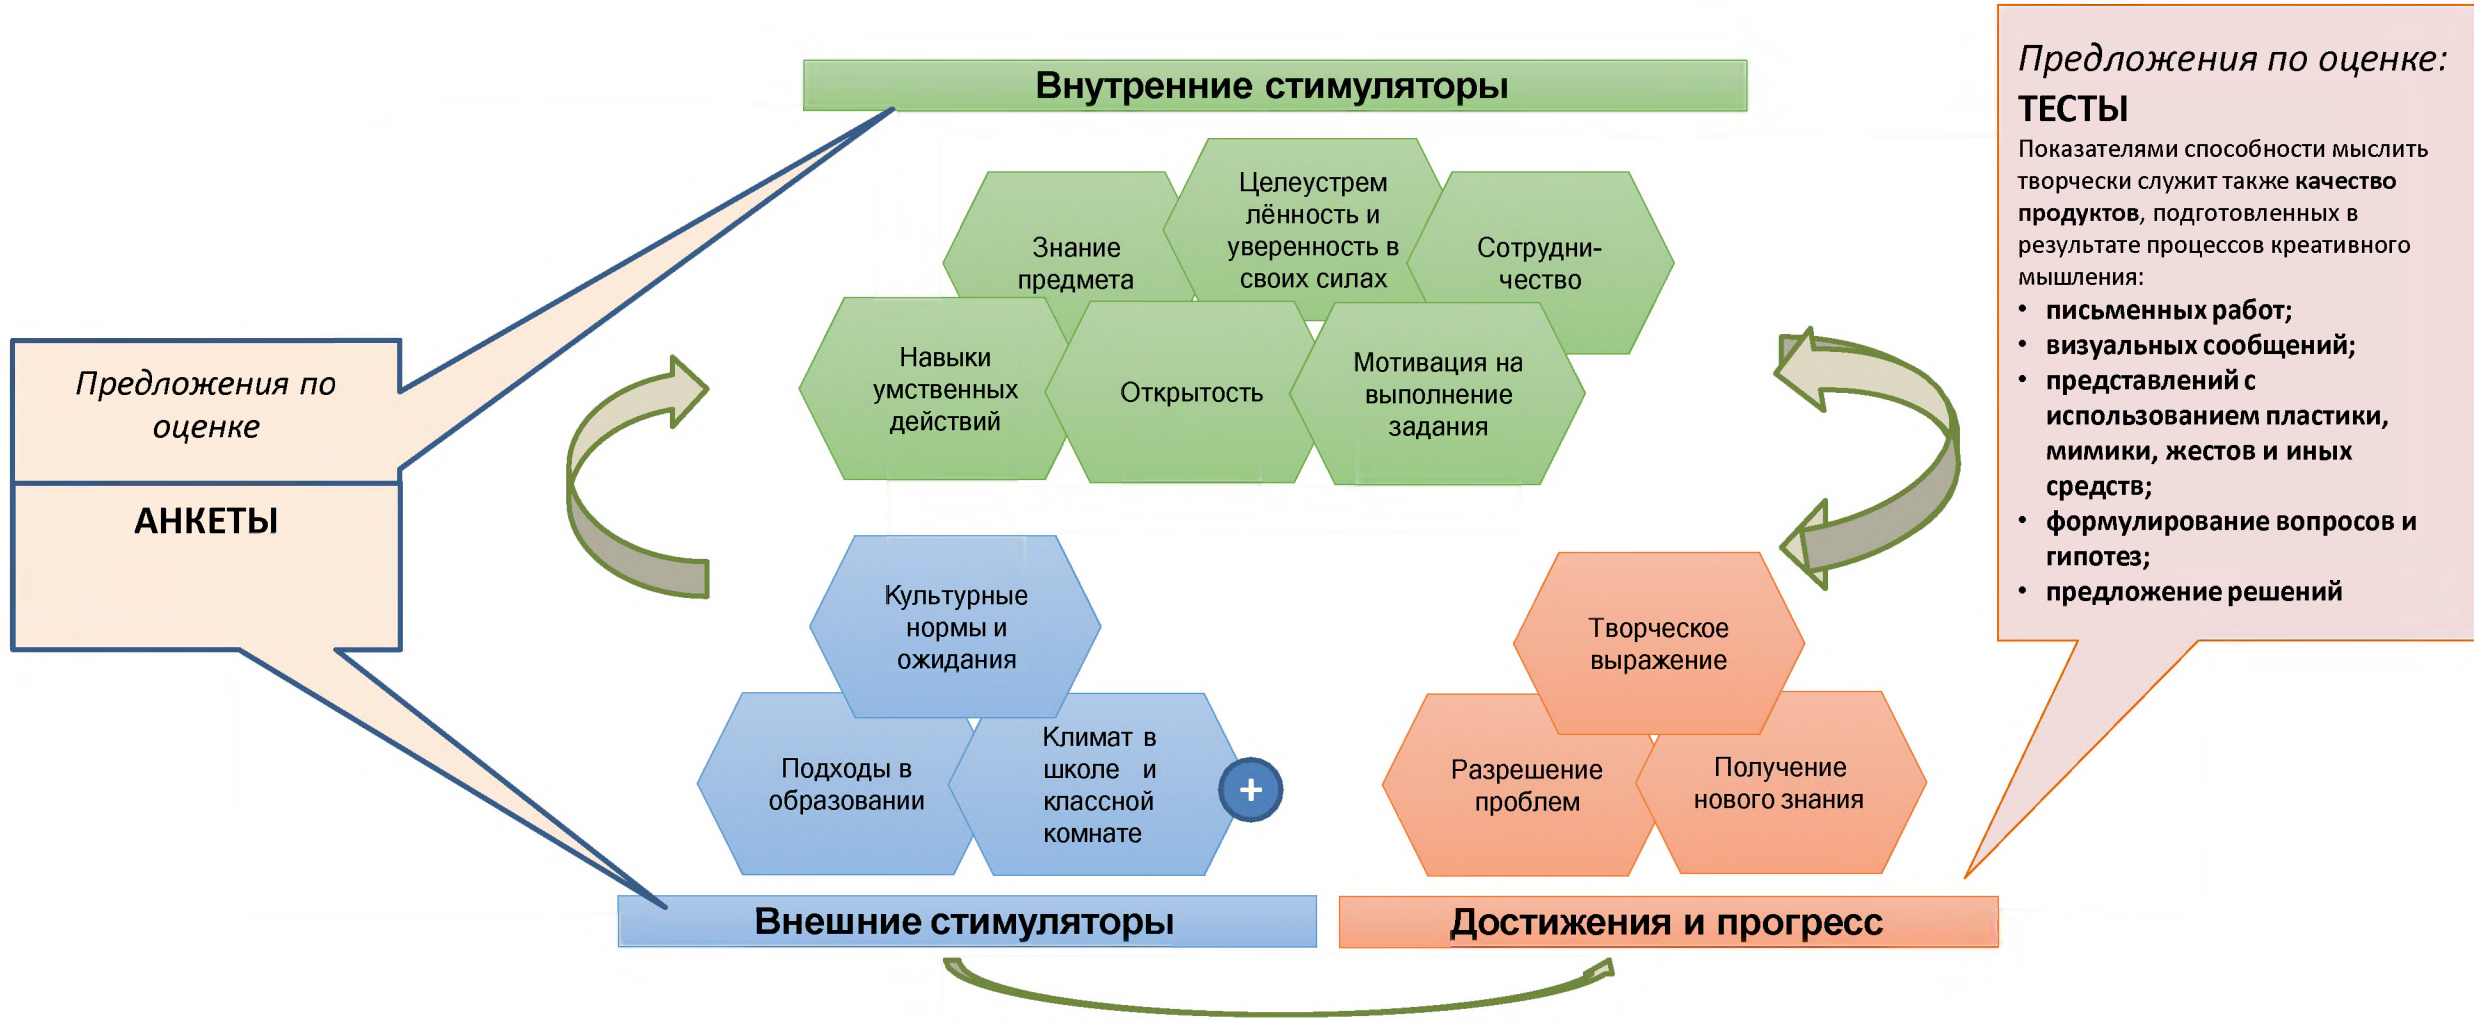 Внутренние стимуляторы
Знание
предмета
Целеустрем
лённость и
уверенность в
своих силах
Сотрудни-
чество
Навыки
умственных
действий
Открытость
Мотивация на
выполнение
задания
Предложения по
оценке
АНКЕТЫ
Культурные
нормы и
ожидания
Подходы в
образовании
Климат в
школе и
классной
комнате
+
Внешние стимуляторы
Творческое
выражение
Разрешение
проблем
Получение
нового знания
Достижения и прогресс
Предложения по оценке:
ТЕСТЫ
Показателями способности мыслить
творчески служит также качество
продуктов, подготовленных в
результате процессов креативного
мышления:
• письменных работ;
• визуальных сообщений;
• представлений с
использованием пластики,
мимики, жестов и иных
средств;
• формулирование вопросов и
гипотез;
• предложение решений